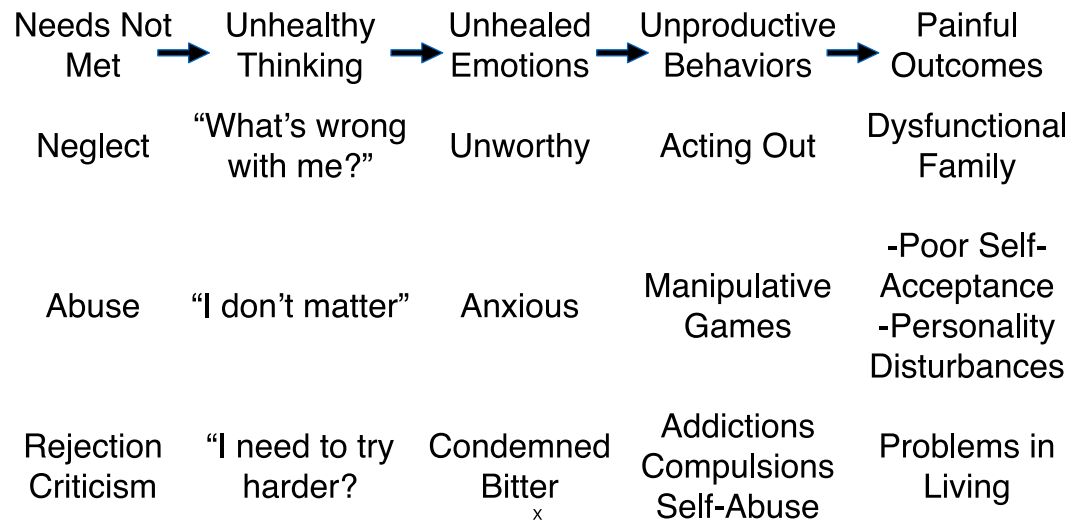 Needs Not Met
Unhealthy Thinking
Unhealed Emotions
Unproductive Behaviors
Painful Outcomes
Neglect
“What’s wrong with me?”
Unworthy
Acting Out
Dysfunctional Family
Abuse
“I don’t matter”
Anxious
Manipulative Games
-Poor Self-
Acceptance
-Personality
Disturbances
Rejection
Criticism
“I need to try harder?
Condemned
Bitter
x
Addictions
Compulsions
Self-Abuse
Problems in Living